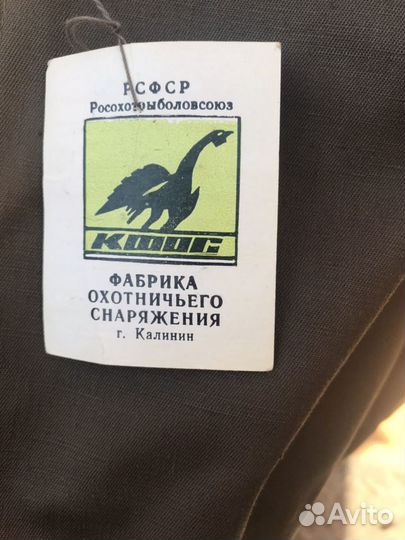 РСФСР
Росохотрыболовсоюз
КФОС
ФАБРИКА
ОХОТНИЧЬЕГО
СНАРЯЖЕНИЯ
г. Калинин
Avito